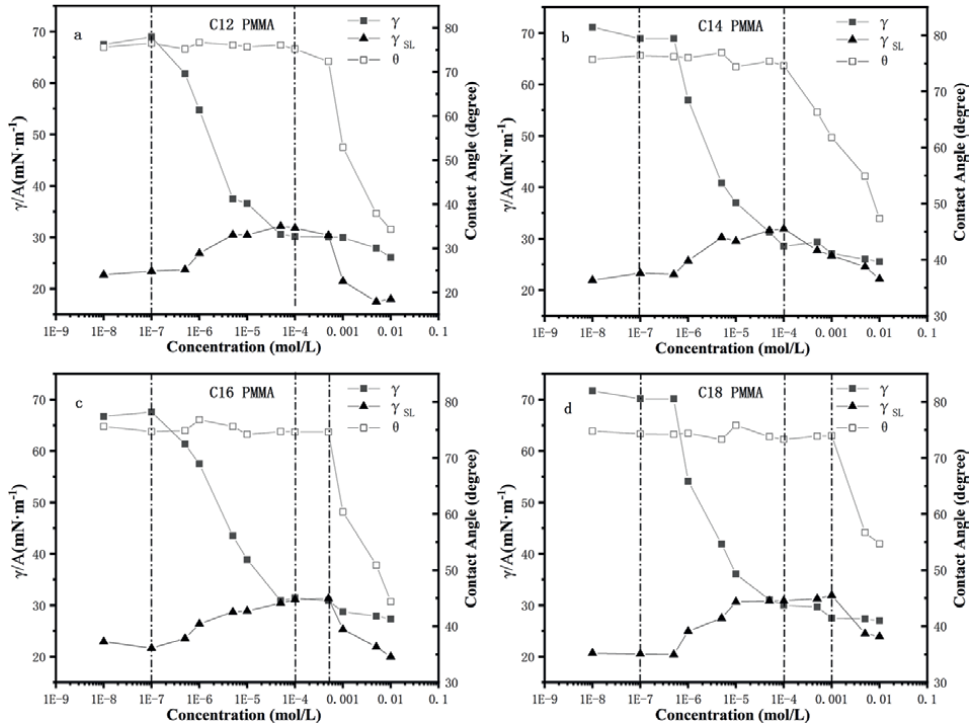 C12 PMMA
a
γ
γ SL
θ
70
60
50
40
30
20
80
70
60
50
40
30
20
γ/A(mN·m⁻¹)
Contact Angle (degree)
1E-9 1E-8 1E-7 1E-6 1E-5 1E-4 0.001 0.01 0.1
Concentration (mol/L)
C14 PMMA
b
γ
γ SL
θ
70
60
50
40
30
20
80
70
60
50
40
30
γ/A(mN·m⁻¹)
Contact Angle (degree)
1E-9 1E-8 1E-7 1E-6 1E-5 1E-4 0.001 0.01 0.1
Concentration (mol/L)
C16 PMMA
c
γ
γ SL
θ
70
60
50
40
30
20
80
70
60
50
40
30
γ/A(mN·m⁻¹)
Contact Angle (degree)
1E-9 1E-8 1E-7 1E-6 1E-5 1E-4 0.001 0.01 0.1
Concentration (mol/L)
C18 PMMA
d
γ
γ SL
θ
70
60
50
40
30
20
80
70
60
50
40
30
γ/A(mN·m⁻¹)
Contact Angle (degree)
1E-9 1E-8 1E-7 1E-6 1E-5 1E-4 0.001 0.01 0.1
Concentration (mol/L)